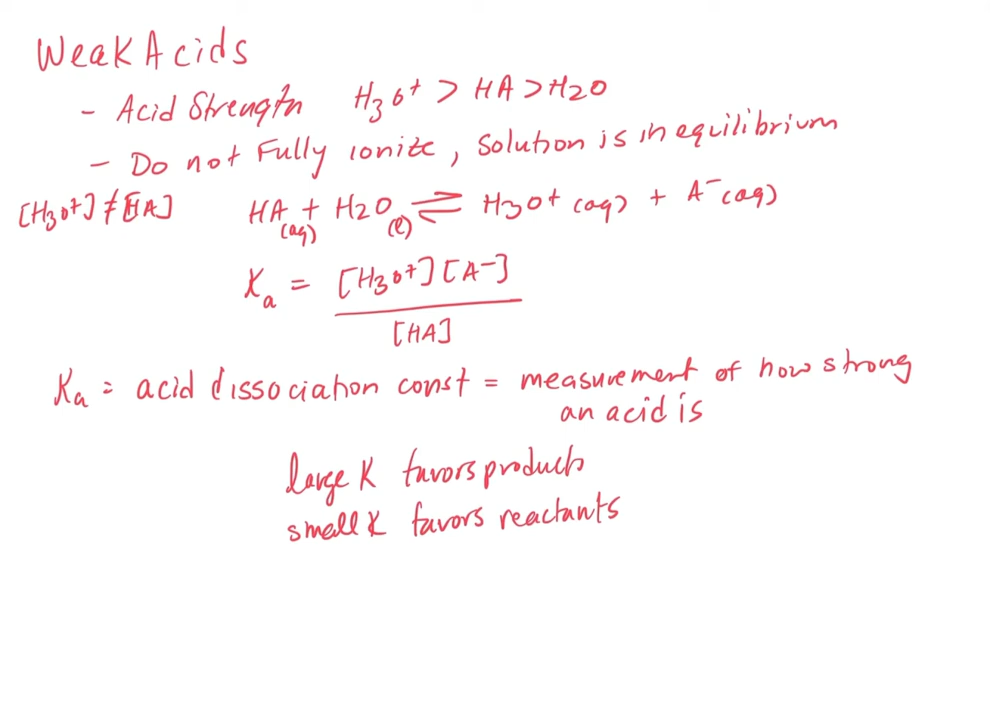 Weak Acids
- Acid Strength H3O+ > HA > H2O
- Do not Fully ionize, Solution is in equilibrium
[H3O+] ≠ [HA] HA (aq) + H2O (l) ⇌ H3O+ (aq) + A- (aq)
Ka = [H3O+][A-]
[HA]
Ka = acid dissociation const = measurement of how strong
an acid is
large K favors products
small K favors reactants